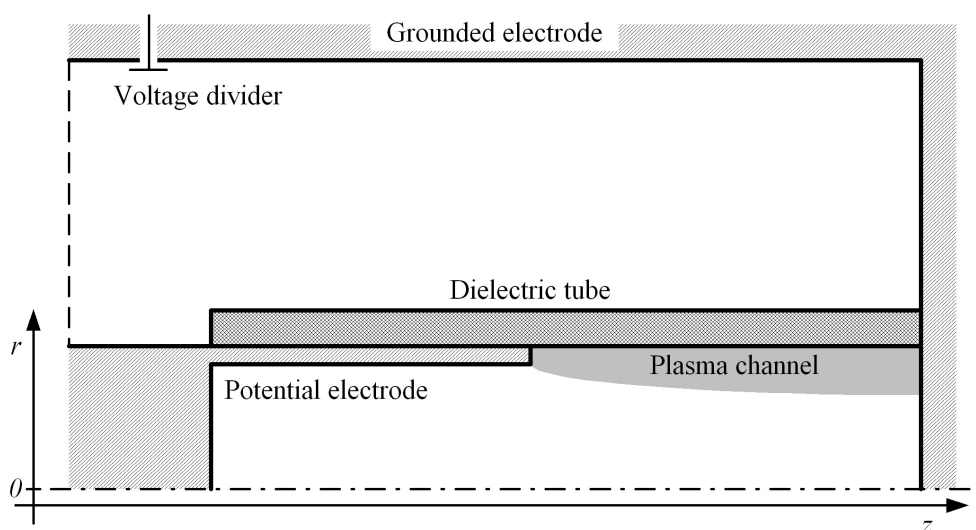 Grounded electrode
Voltage divider
Dielectric tube
r
Plasma channel
Potential electrode
0
z